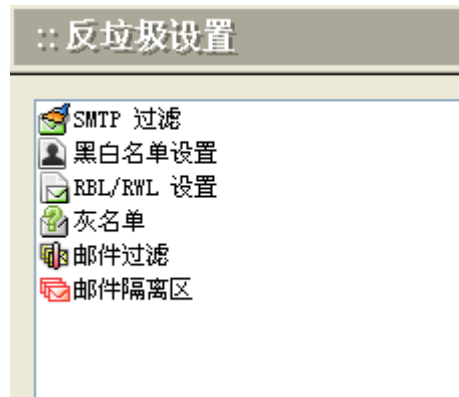 :: 反垃圾设置
SMTP 过滤
黑白名单设置
RBL/RWL 设置
灰名单
邮件过滤
邮件隔离区